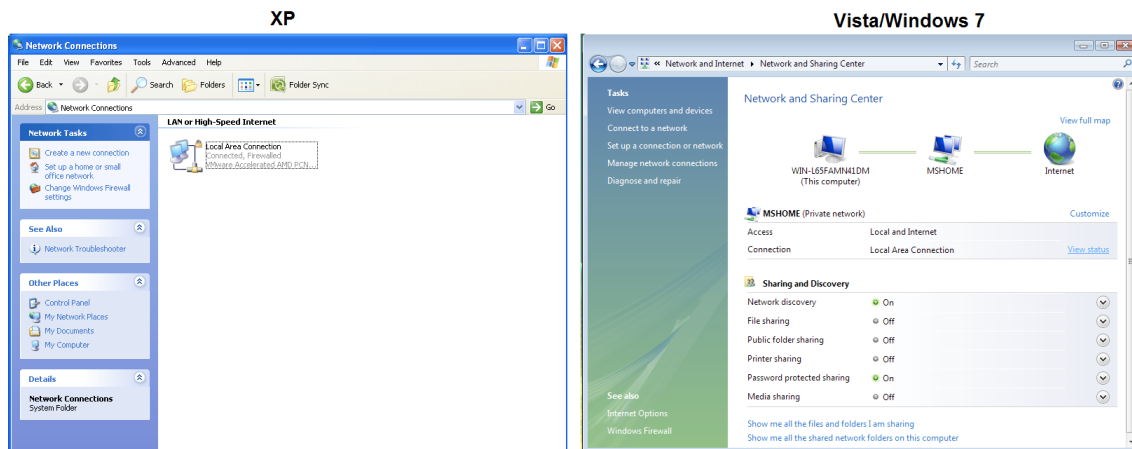 XP
Network Connections
File Edit View Favorites Tools Advanced Help
Back Search Folders Folder Sync
Address Network Connections Go
Network Tasks
Create a new connection
Set up a home or small
office network
Change Windows Firewall
settings
See Also
Network Troubleshooter
Other Places
Control Panel
My Network Places
My Documents
My Computer
Details
Network Connections
System Folder
LAN or High-Speed Internet
Local Area Connection
Connected, Firewalled
VMware Accelerated AMD PCN...
Vista/Windows 7
« Network and Internet Network and Sharing Center Search
Tasks
View computers and devices
Connect to a network
Set up a connection or network
Manage network connections
Diagnose and repair
See also
Internet Options
Windows Firewall
Network and Sharing Center
View full map
WIN-L65FAMN41DM MSHOME Internet
(This computer)
MSHOME (Private network) Customize
Access Local and Internet
Connection Local Area Connection View status
Sharing and Discovery
Network discovery On
File sharing Off
Public folder sharing Off
Printer sharing Off
Password protected sharing On
Media sharing Off
Show me all the files and folders I am sharing
Show me all the shared network folders on this computer